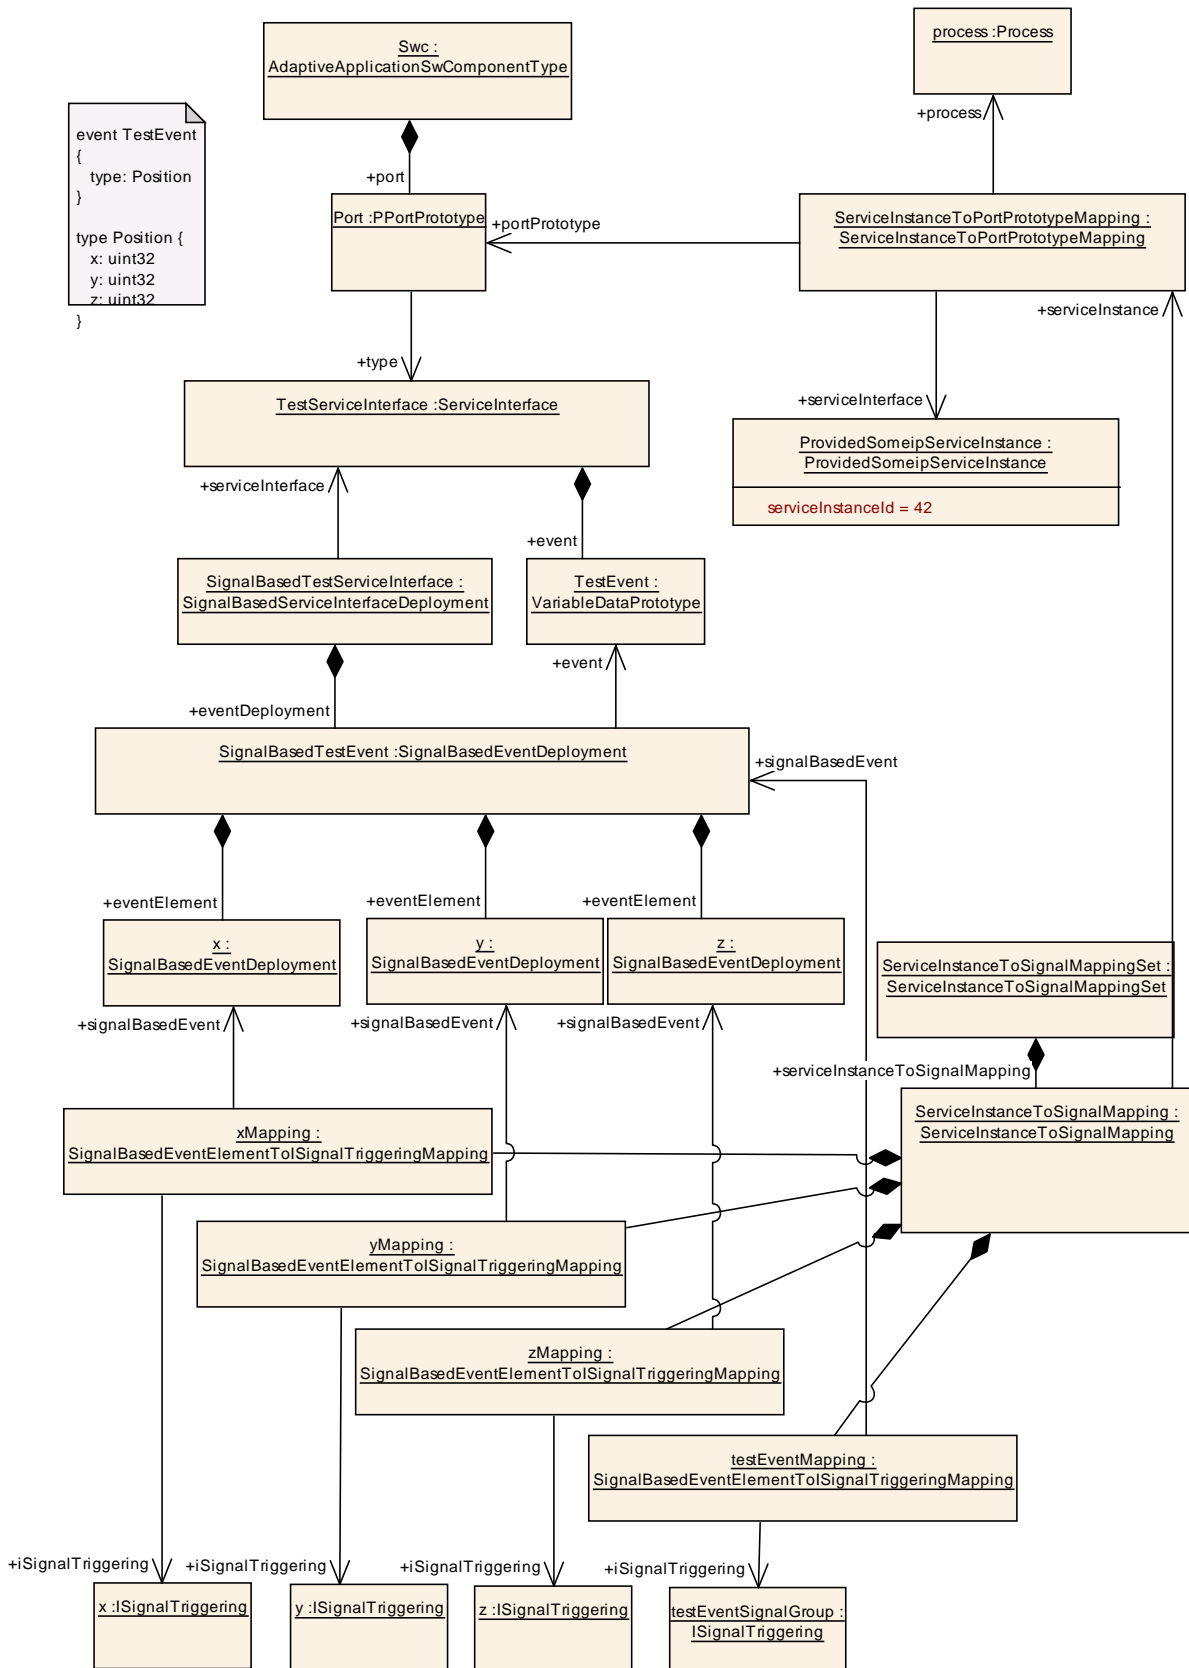 Swc :
AdaptiveApplicationSwComponentType
process :Process
event TestEvent
{
type: Position
}
type Position {
x: uint32
y: uint32
z: uint32
}
+process
+port
Port :PPortPrototype
+portPrototype
ServiceInstanceToPortPrototypeMapping :
ServiceInstanceToPortPrototypeMapping
+serviceInstance
+type
TestServiceInterface :ServiceInterface
+serviceInterface
ProvidedSomeipServiceInstance :
ProvidedSomeipServiceInstance
serviceInstanceId = 42
+serviceInterface
+event
SignalBasedTestServiceInterface :
SignalBasedServiceInterfaceDeployment
TestEvent :
VariableDataPrototype
+event
+eventDeployment
SignalBasedTestEvent :SignalBasedEventDeployment
+signalBasedEvent
+eventElement
+eventElement
+eventElement
x :
SignalBasedEventDeployment
y :
SignalBasedEventDeployment
z :
SignalBasedEventDeployment
ServiceInstanceToSignalMappingSet :
ServiceInstanceToSignalMappingSet
+signalBasedEvent
+signalBasedEvent
+signalBasedEvent
+serviceInstanceToSignalMapping
ServiceInstanceToSignalMapping :
ServiceInstanceToSignalMapping
xMapping :
SignalBasedEventElementToISignalTriggeringMapping
yMapping :
SignalBasedEventElementToISignalTriggeringMapping
zMapping :
SignalBasedEventElementToISignalTriggeringMapping
testEventMapping :
SignalBasedEventElementToISignalTriggeringMapping
+iSignalTriggering
+iSignalTriggering
+iSignalTriggering
+iSignalTriggering
x :ISignalTriggering
y :ISignalTriggering
z :ISignalTriggering
testEventSignalGroup :
ISignalTriggering